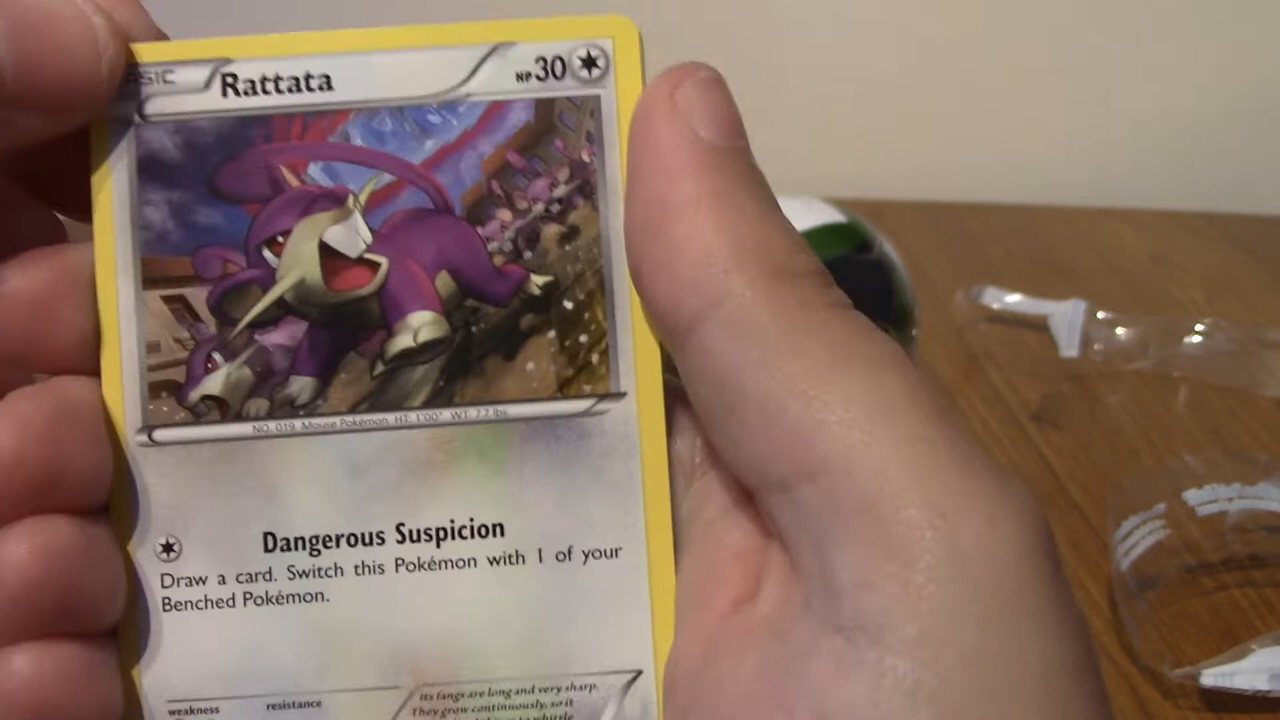 Rattata
HP30
NO. 019 Mouse Pokémon HT: 1'00" WT: 7.7 lbs.
Dangerous Suspicion
Draw a card. Switch this Pokémon with 1 of your
Benched Pokémon.
weakness
resistance
Its fangs are long and very sharp.
They grow continuously, so it
to whittle